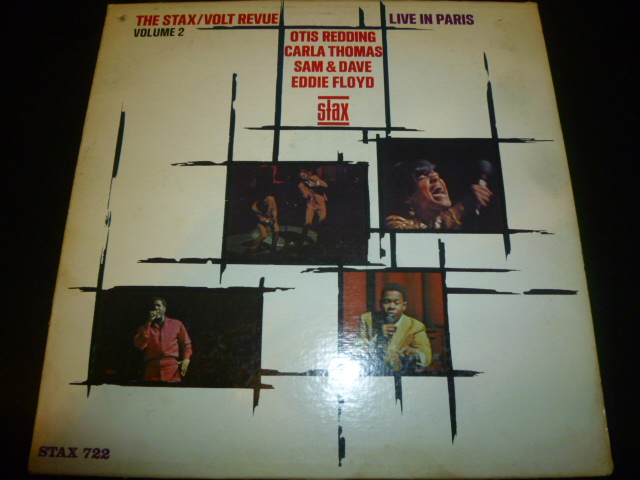 THE STAX/VOLT REVUE LIVE IN PARIS
VOLUME 2
OTIS REDDING
CARLA THOMAS
SAM & DAVE
EDDIE FLOYD
stax
STAX 722